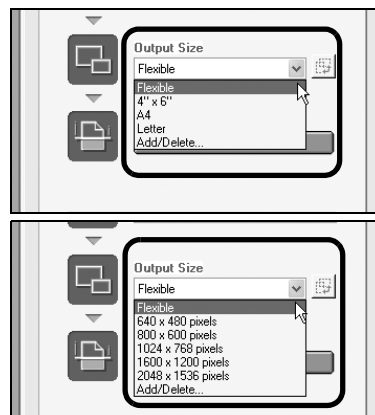 Output Size
Flexible
Flexible
4" x 6"
A4
Letter
Add/Delete...
Output Size
Flexible
Flexible
640 x 480 pixels
800 x 600 pixels
1024 x 768 pixels
1600 x 1200 pixels
2048 x 1536 pixels
Add/Delete...